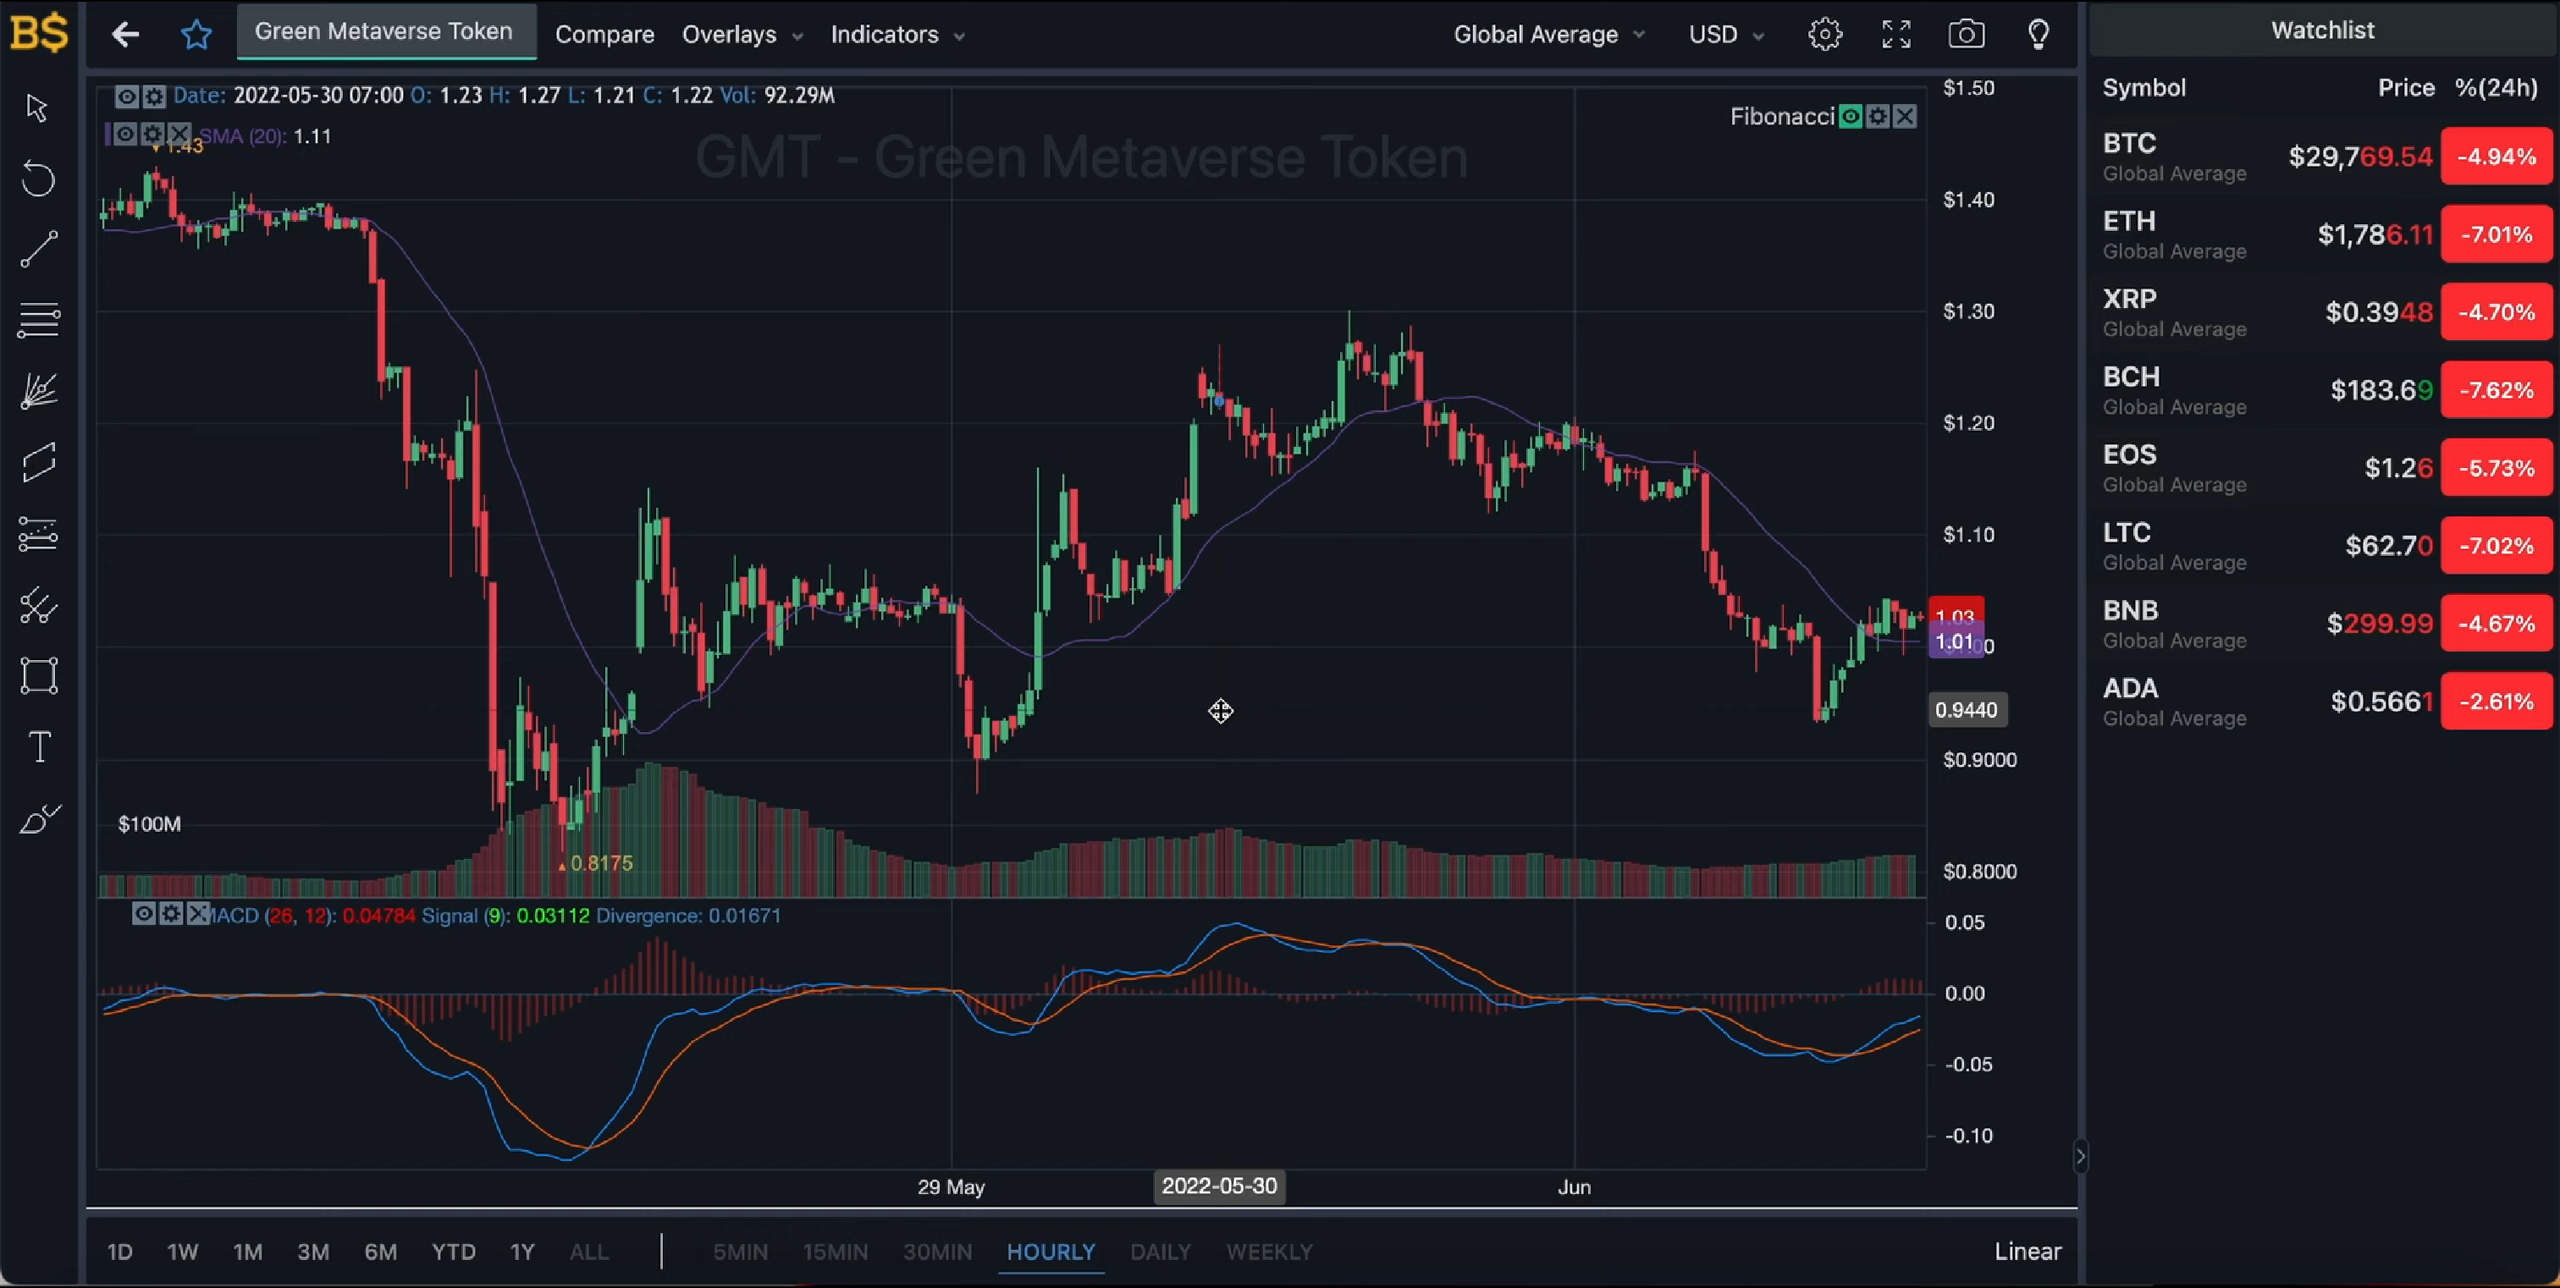 B$
Green Metaverse Token
Compare
Overlays
Indicators
Global Average
USD
Watchlist
Date: 2022-05-30 07:00 O: 1.23 H: 1.27 L: 1.21 C: 1.22 Vol: 92.29M
SMA (20): 1.11
1.43
GMT - Green Metaverse Token
Fibonacci
$1.50
$1.40
$1.30
$1.20
$1.10
1.03
1.01
0.9440
$0.9000
$0.8000
$100M
0.8175
MACD (26, 12): 0.04784 Signal (9): 0.03112 Divergence: 0.01671
0.05
0.00
-0.05
-0.10
29 May
2022-05-30
Jun
1D 1W 1M 3M 6M YTD 1Y ALL
5MIN 15MIN 30MIN HOURLY DAILY WEEKLY
Linear
Symbol Price %(24h)
BTC $29,769.54 -4.94%
Global Average
ETH $1,786.11 -7.01%
Global Average
XRP $0.3948 -4.70%
Global Average
BCH $183.69 -7.62%
Global Average
EOS $1.26 -5.73%
Global Average
LTC $62.70 -7.02%
Global Average
BNB $299.99 -4.67%
Global Average
ADA $0.5661 -2.61%
Global Average